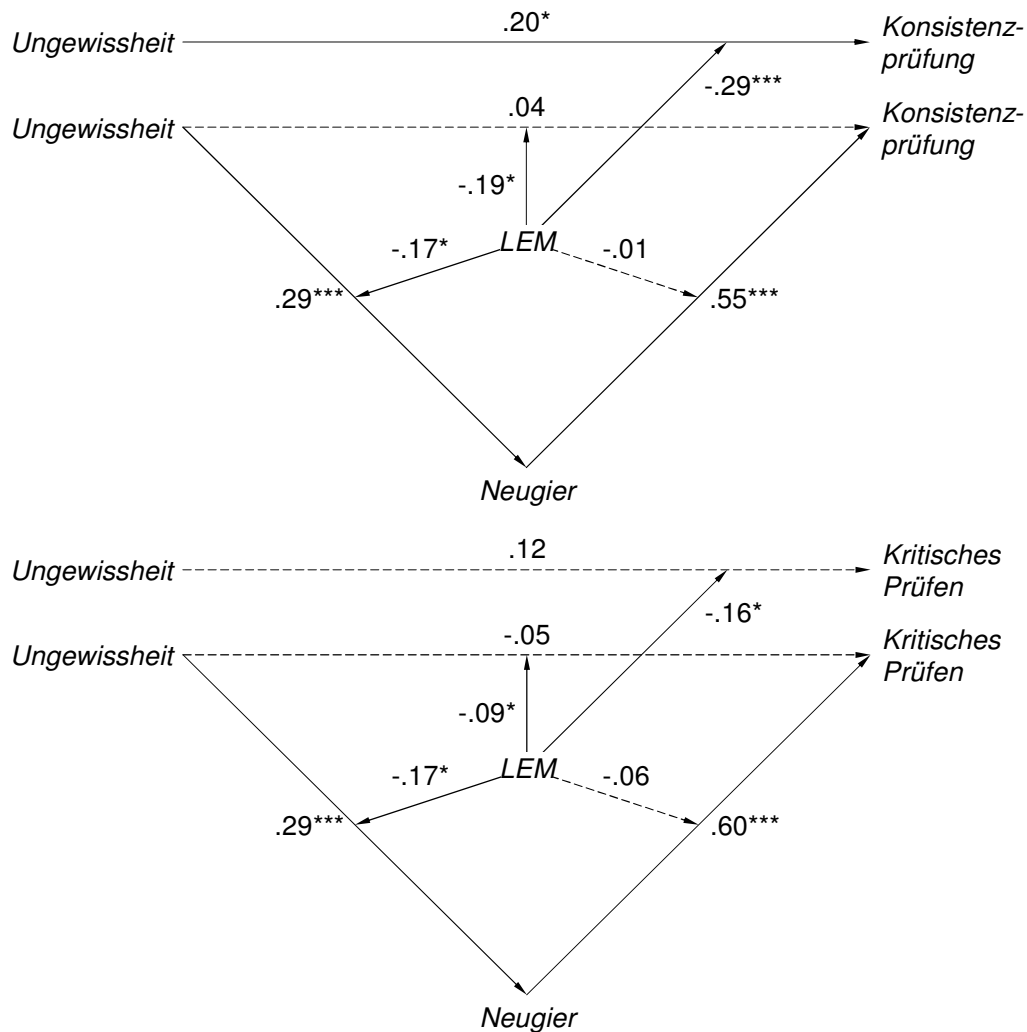 .20*
Ungewissheit
Konsistenz-
prüfung
-.29***
.04
Ungewissheit
Konsistenz-
prüfung
-.19*
LEM
-.17*
-.01
.29***
.55***
Neugier
.12
Ungewissheit
Kritisches
Prüfen
-.16*
-.05
Ungewissheit
Kritisches
Prüfen
-.09*
LEM
-.17*
-.06
.29***
.60***
Neugier